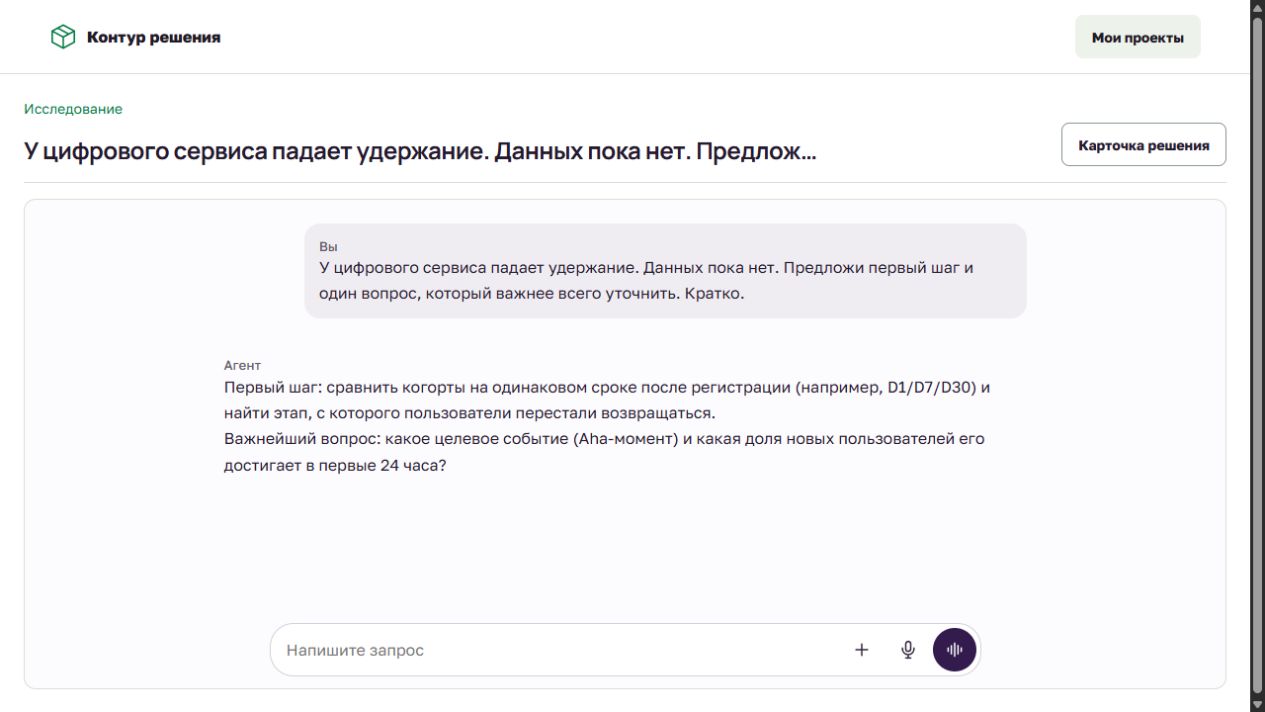 Контур решения
Мои проекты
Исследование
У цифрового сервиса падает удержание. Данных пока нет. Предлож...
Карточка решения
Вы
У цифрового сервиса падает удержание. Данных пока нет. Предложи первый шаг и
один вопрос, который важнее всего уточнить. Кратко.
Агент
Первый шаг: сравнить когорты на одинаковом сроке после регистрации (например, D1/D7/D30) и
найти этап, с которого пользователи перестали возвращаться.
Важнейший вопрос: какое целевое событие (Aha-момент) и какая доля новых пользователей его
достигает в первые 24 часа?
Напишите запрос